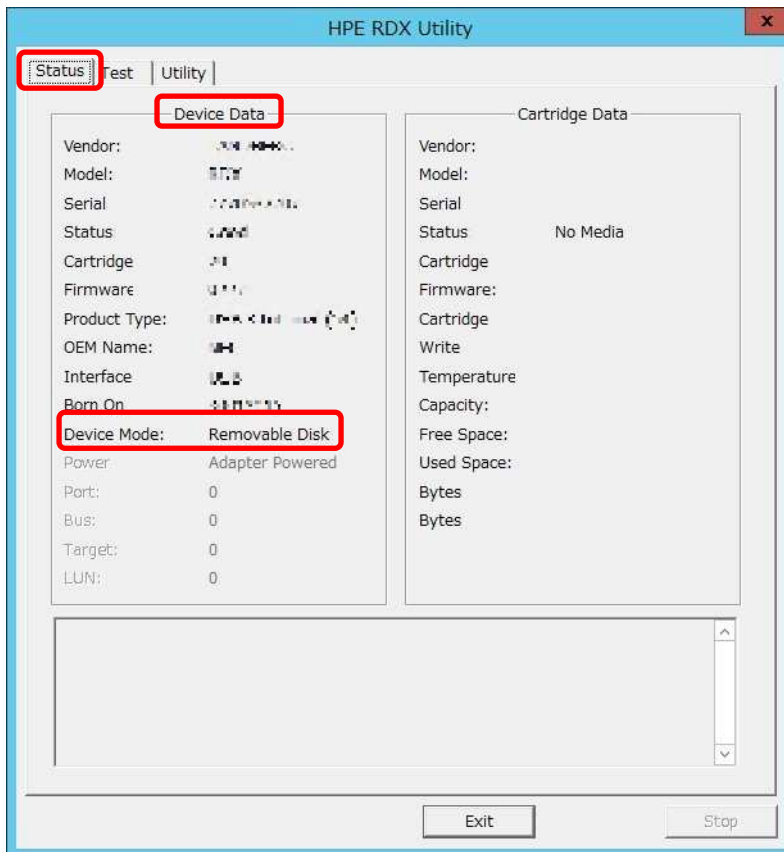 HPE RDX Utility
x
Status Test Utility
Device Data
Vendor:
Model:
Serial
Status
Cartridge
Firmware
Product Type:
OEM Name:
Interface
Born On
Device Mode: Removable Disk
Power Adapter Powered
Port: 0
Bus: 0
Target: 0
LUN: 0
Cartridge Data
Vendor:
Model:
Serial
Status No Media
Cartridge
Firmware:
Cartridge
Write
Temperature
Capacity:
Free Space:
Used Space:
Bytes
Bytes
Exit Stop